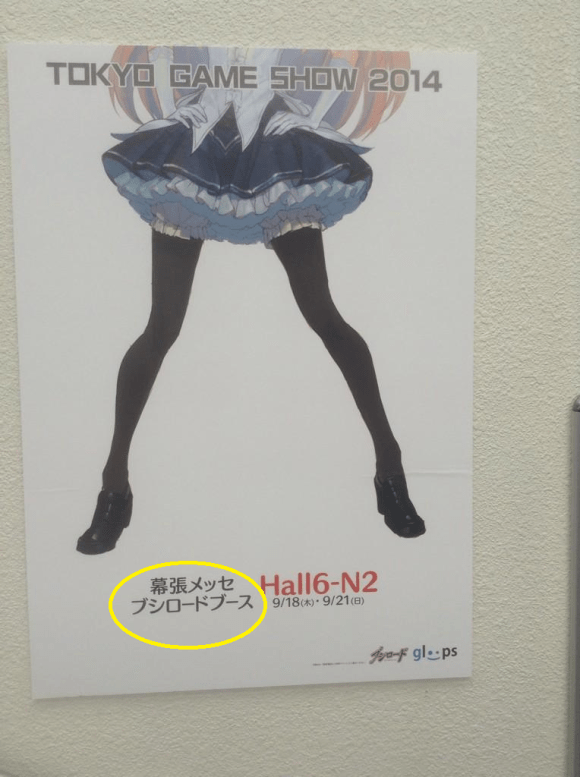 TOKYO GAME SHOW 2014
幕張メッセ
ブシロードブース
Hall6-N2
9/18(木)・9/21(日)
ブシロード gloops